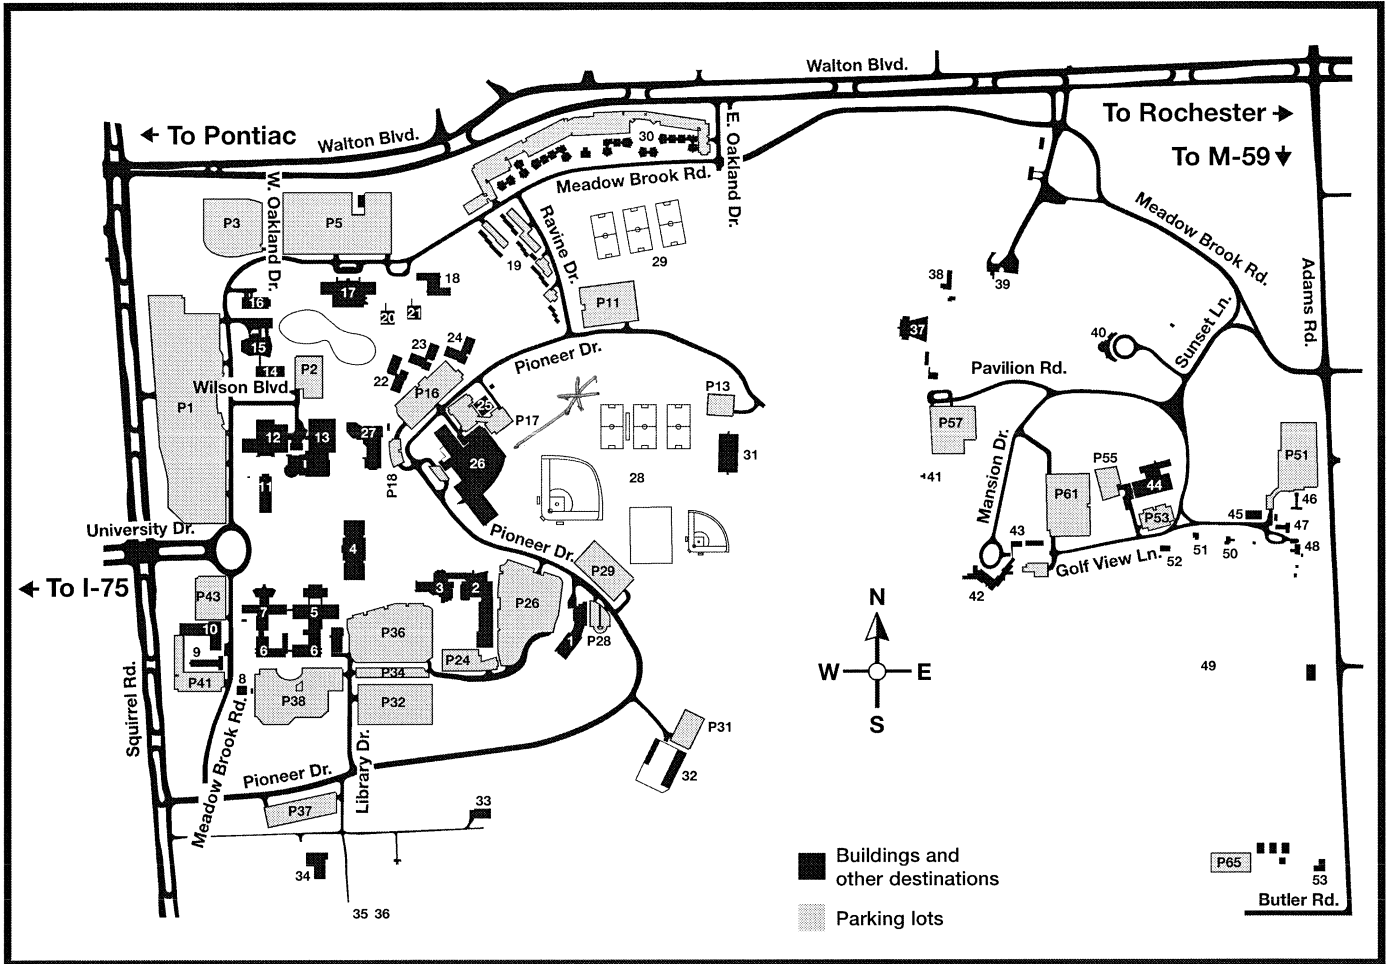 Walton Blvd.
To Rochester
To M-59
To Pontiac
Walton Blvd.
E. Oakland Dr.
30
Meadow Brook Rd.
W. Oakland Dr.
P3
P5
Ravine Dr.
29
19
Meadow Brook Rd.
Adams Rd.
18
17
16
20
21
P11
38
39
37
40
Sunset Ln.
15
14
Wilson Blvd.
P2
22
23
24
P16
Pioneer Dr.
P1
25
P17
P13
Pavilion Rd.
P57
12
13
27
26
31
P18
11
28
41
Mansion Dr.
P55
P61
44
P53
P51
45
46
47
48
University Dr.
4
Pioneer Dr.
43
Golf View Ln.
51
50
52
42
To I-75
P43
7
5
3
2
P26
P29
10
9
6
6
P36
P24
1
P28
N
W
E
S
49
P41
8
P38
P34
P32
Squirrel Rd.
Meadow Brook Rd.
Library Dr.
P31
32
Pioneer Dr.
P37
33
34
35 36
Buildings and
other destinations
Parking lots
P65
53
Butler Rd.